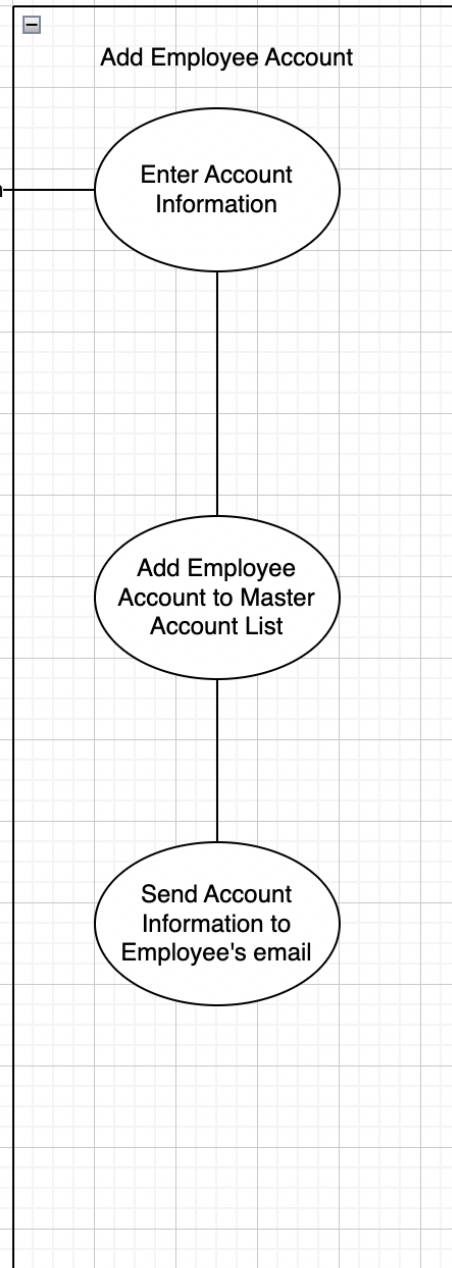 Add Employee Account
Enter Account
Information
Add Employee
Account to Master
Account List
Send Account
Information to
Employee's email